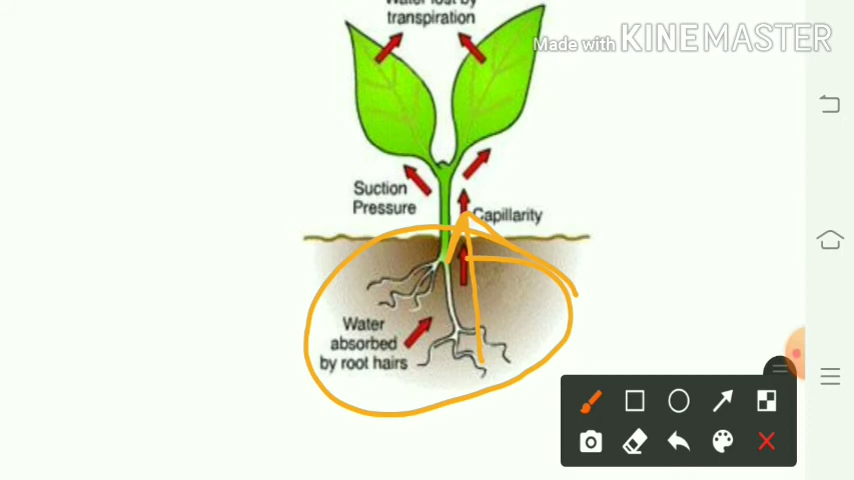 Water lost by
transpiration
Made with KINEMASTER
Suction
Pressure
Capillarity
Water
absorbed
by root hairs